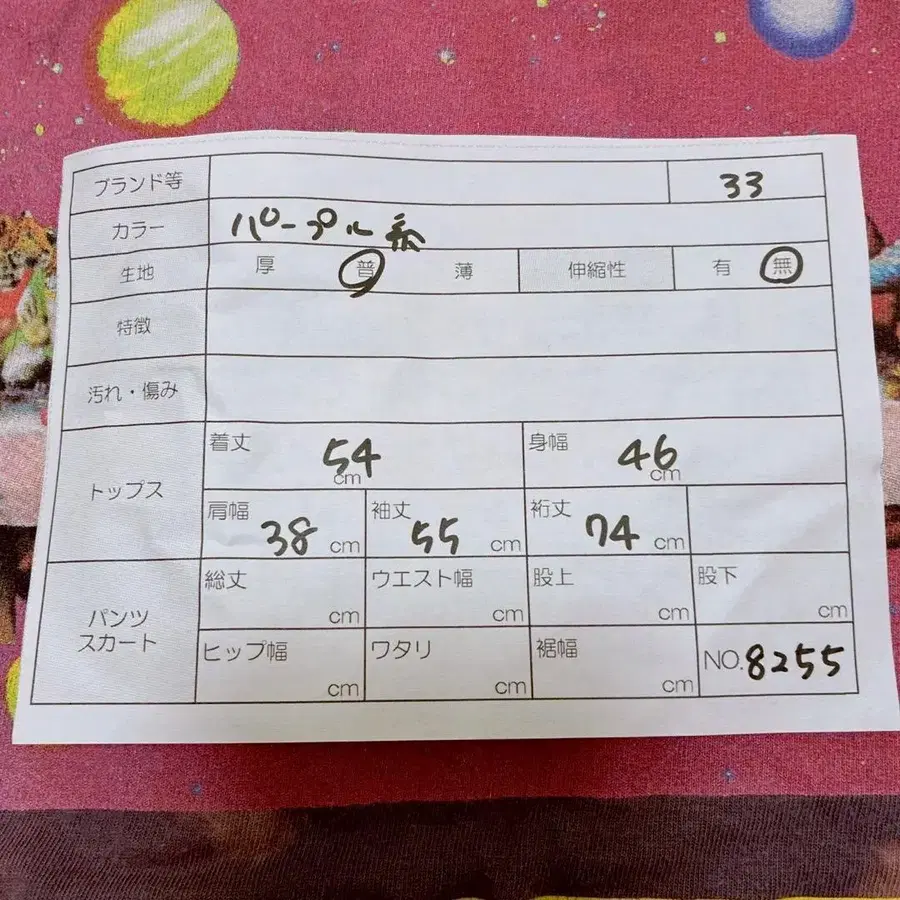 ブランド等 33
カラー パープル系
生地 厚 普 薄 伸縮性 有 無
特徴
汚れ・傷み
トップス
着丈 54 cm 身幅 46 cm
肩幅 38 cm 袖丈 55 cm 裄丈 74 cm
パンツ
スカート
総丈 cm ウエスト幅 cm 股上 cm 股下 cm
ヒップ幅 cm ワタリ cm 裾幅 cm NO.8255